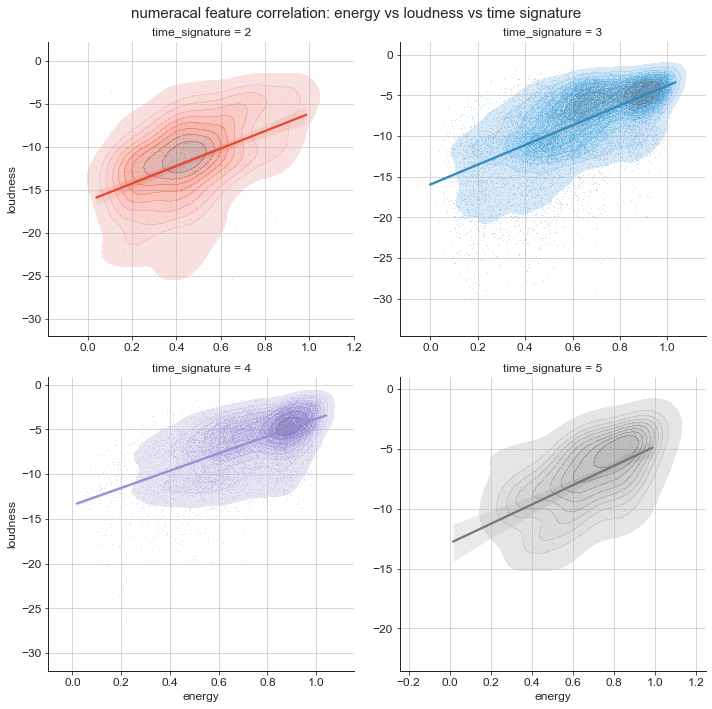 numeracal feature correlation: energy vs loudness vs time signature
time_signature = 2
time_signature = 3
0
−5
−10
−15
−20
−25
−30
loudness
0.0 0.2 0.4 0.6 0.8 1.0 1.2
0
−5
−10
−15
−20
−25
−30
0.0 0.2 0.4 0.6 0.8 1.0
time_signature = 4
time_signature = 5
0
−5
−10
−15
−20
−25
−30
loudness
0.0 0.2 0.4 0.6 0.8 1.0
energy
0
−5
−10
−15
−20
−0.2 0.0 0.2 0.4 0.6 0.8 1.0 1.2
energy